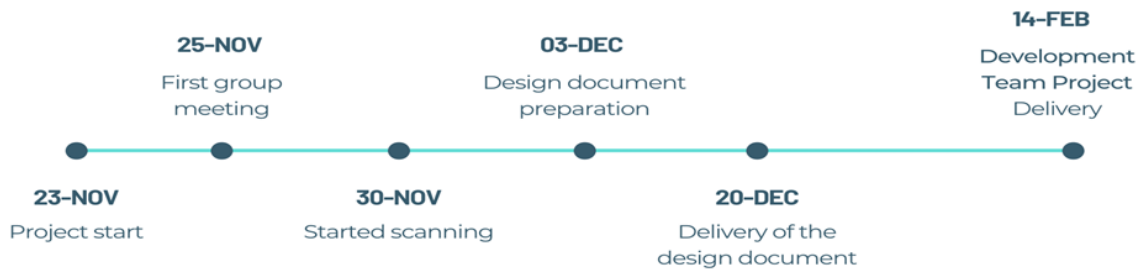 23-NOV
Project start
25-NOV
First group
meeting
30-NOV
Started scanning
03-DEC
Design document
preparation
20-DEC
Delivery of the
design document
14-FEB
Development
Team Project
Delivery